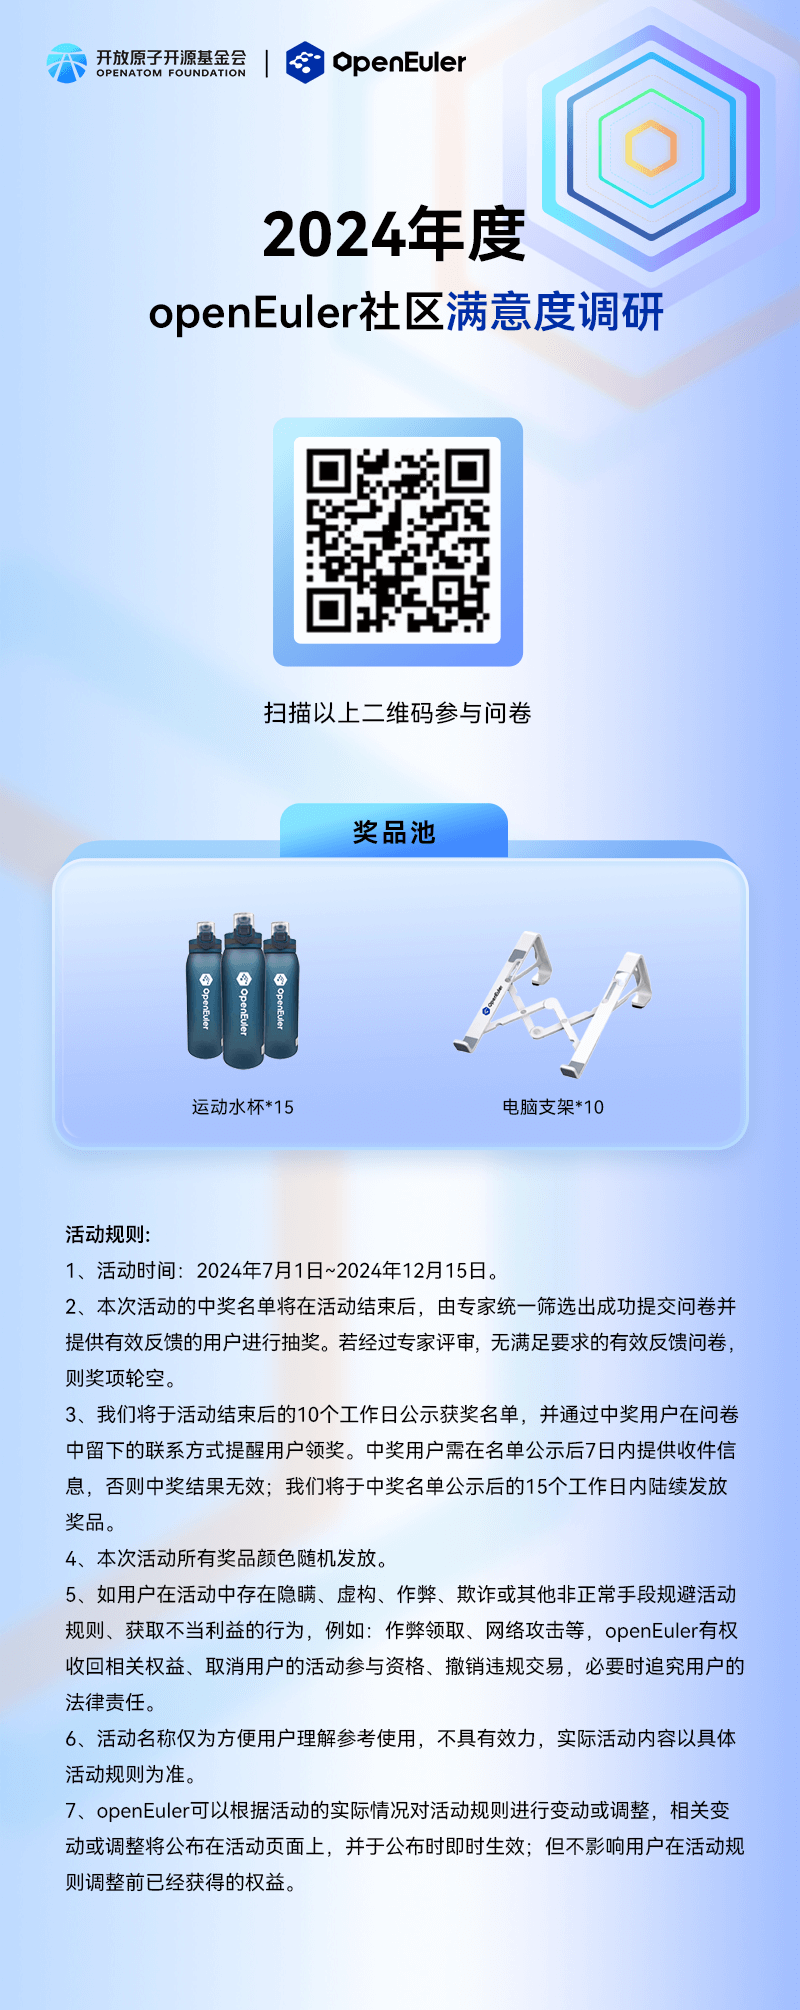 开放原子开源基金会
OPENATOM FOUNDATION
OpenEuler
2024年度
openEuler社区满意度调研
扫描以上二维码参与问卷
奖品池
OpenEuler
OpenEuler
OpenEuler
OpenEuler
运动水杯*15
电脑支架*10
活动规则:
1、活动时间：2024年7月1日~2024年12月15日。
2、本次活动的中奖名单将在活动结束后，由专家统一筛选出成功提交问卷并
提供有效反馈的用户进行抽奖。若经过专家评审, 无满足要求的有效反馈问卷，
则奖项轮空。
3、我们将于活动结束后的10个工作日公示获奖名单，并通过中奖用户在问卷
中留下的联系方式提醒用户领奖。中奖用户需在名单公示后7日内提供收件信
息，否则中奖结果无效；我们将于中奖名单公示后的15个工作日内陆续发放
奖品。
4、本次活动所有奖品颜色随机发放。
5、如用户在活动中存在隐瞒、虚构、作弊、欺诈或其他非正常手段规避活动
规则、获取不当利益的行为，例如：作弊领取、网络攻击等，openEuler有权
收回相关权益、取消用户的活动参与资格、撤销违规交易，必要时追究用户的
法律责任。
6、活动名称仅为方便用户理解参考使用，不具有效力，实际活动内容以具体
活动规则为准。
7、openEuler可以根据活动的实际情况对活动规则进行变动或调整，相关变
动或调整将公布在活动页面上，并于公布时即时生效；但不影响用户在活动规
则调整前已经获得的权益。